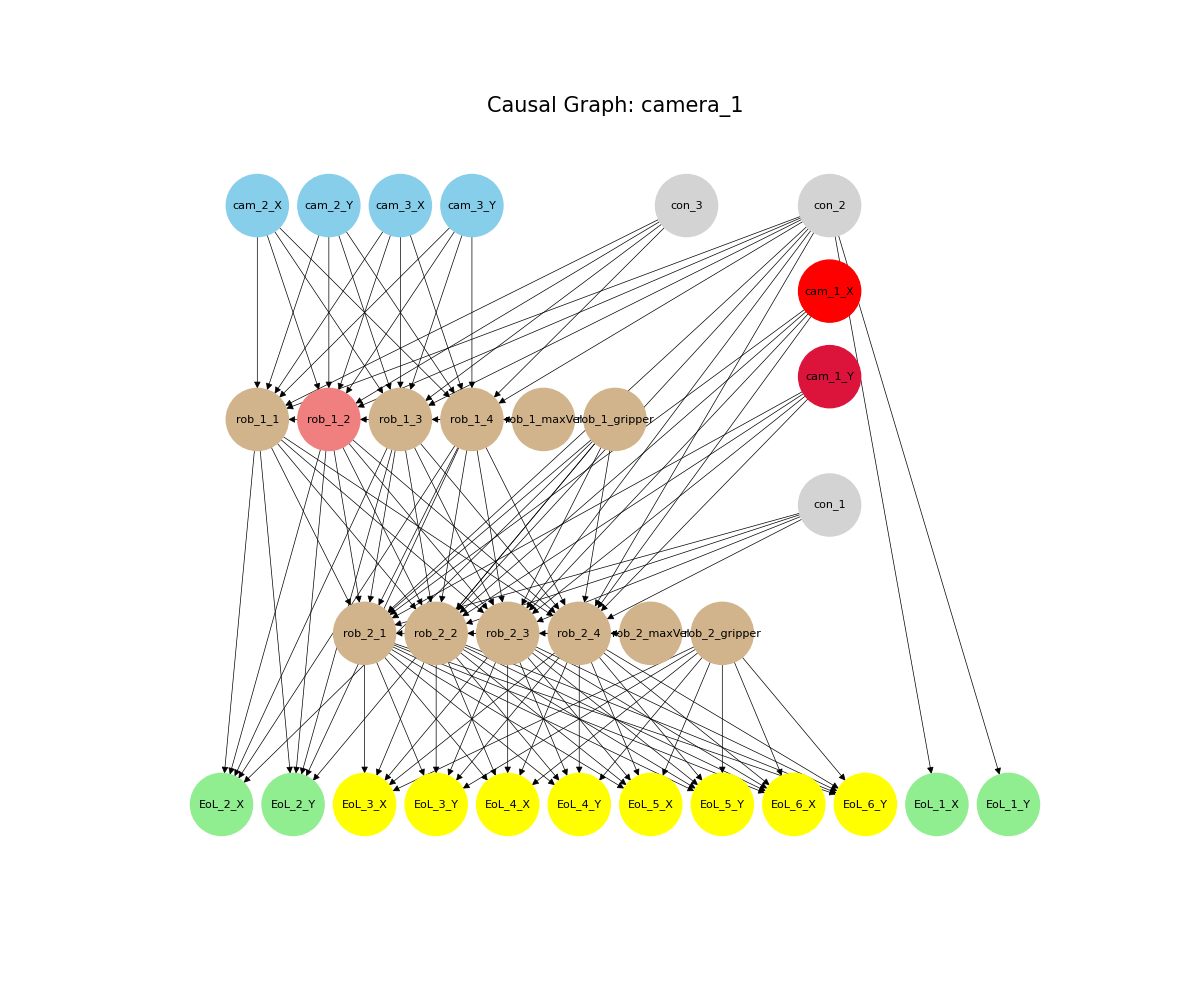 Causal Graph: camera_1
cam_2_X cam_2_Y cam_3_X cam_3_Y con_3 con_2
cam_1_X
cam_1_Y
rob_1_1 rob_1_2 rob_1_3 rob_1_4 rob_1_maxVel rob_1_gripper
con_1
rob_2_1 rob_2_2 rob_2_3 rob_2_4 rob_2_maxVel rob_2_gripper
EoL_2_X EoL_2_Y EoL_3_X EoL_3_Y EoL_4_X EoL_4_Y EoL_5_X EoL_5_Y EoL_6_X EoL_6_Y EoL_1_X EoL_1_Y